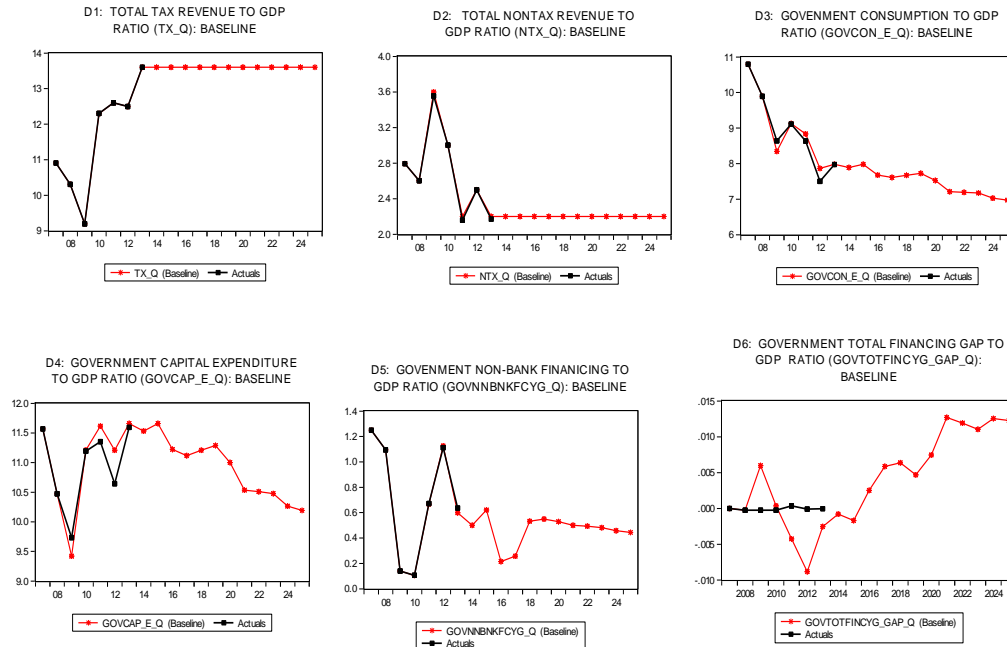 D1: TOTAL TAX REVENUE TO GDP
RATIO (TX_Q): BASELINE
14
13
12
11
10
9
08 10 12 14 16 18 20 22 24
TX_Q (Baseline) Actuals
D2: TOTAL NONTAX REVENUE TO
GDP RATIO (NTX_Q): BASELINE
4.0
3.6
3.2
2.8
2.4
2.0
08 10 12 14 16 18 20 22 24
NTX_Q (Baseline) Actuals
D3: GOVENMENT CONSUMPTION TO GDP
RATIO (GOVCON_E_Q): BASELINE
11
10
9
8
7
6
08 10 12 14 16 18 20 22 24
GOVCON_E_Q (Baseline) Actuals
D4: GOVERNMENT CAPITAL EXPENDITURE
TO GDP RATIO (GOVCAP_E_Q): BASELINE
12.0
11.5
11.0
10.5
10.0
9.5
9.0
08 10 12 14 16 18 20 22 24
GOVCAP_E_Q (Baseline) Actuals
D5: GOVENMENT NON-BANK FINANCING TO
GDP RATIO (GOVNNBNKFCYG_Q): BASELINE
1.4
1.2
1.0
0.8
0.6
0.4
0.2
0.0
08 10 12 14 16 18 20 22 24
GOVNNBNKFCYG_Q (Baseline)
Actuals
D6: GOVERNMENT TOTAL FINANCING GAP TO
GDP RATIO (GOVTOTFINCYG_GAP_Q):
BASELINE
.015
.010
.005
.000
-.005
-.010
2008 2010 2012 2014 2016 2018 2020 2022 2024
GOVTOTFINCYG_GAP_Q (Baseline)
Actuals